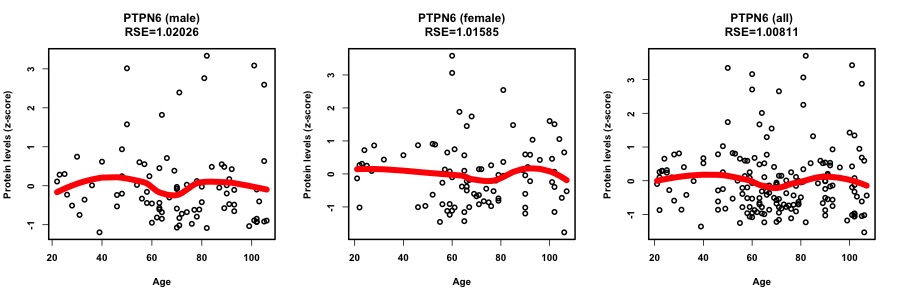 PTPN6 (male)
RSE=1.02026
Protein levels (z-score)
3
2
1
0
-1
20 40 60 80 100
Age
PTPN6 (female)
RSE=1.01585
Protein levels (z-score)
3
2
1
0
-1
20 40 60 80 100
Age
PTPN6 (all)
RSE=1.00811
Protein levels (z-score)
3
2
1
0
-1
20 40 60 80 100
Age